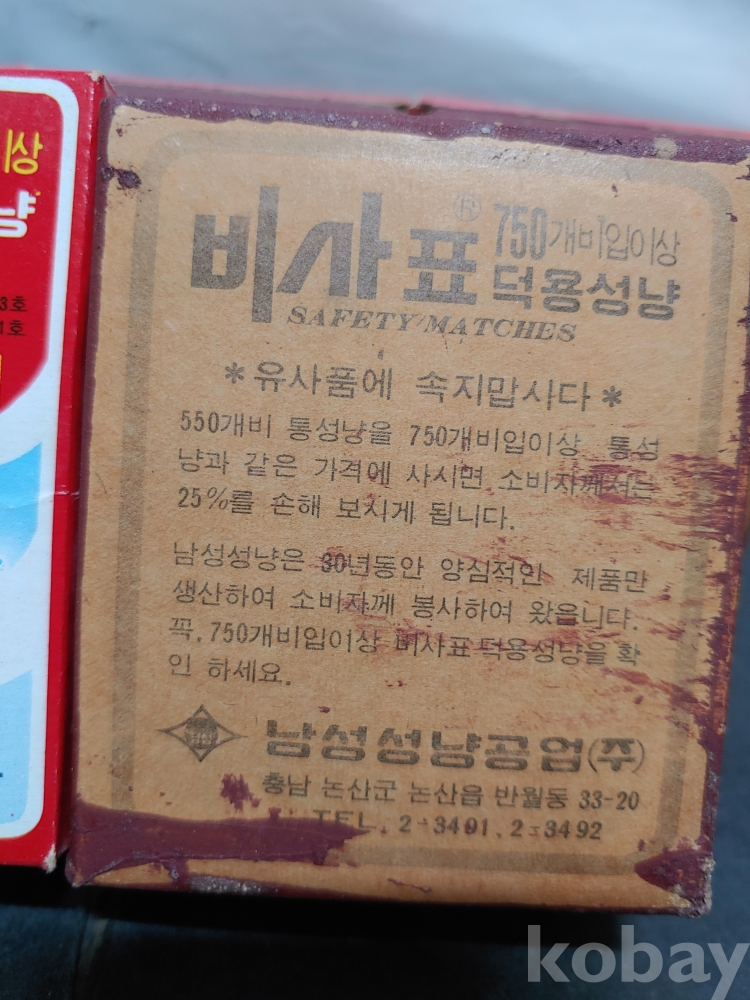 상
냥
3호
1호
비사표 ® 750개비입이상
덕용성냥
SAFETY MATCHES
*유사품에 속지맙시다*
550개비 통성냥을 750개비입이상 통성
냥과 같은 가격에 사시면 소비자께서는
25%를 손해 보시게 됩니다.
남성성냥은 30년동안 양심적인 제품만
생산하여 소비자께 봉사하여 왔읍니다.
꼭, 750개비입이상 비사표덕용성냥을 확
인 하세요.
남성성냥공업(주)
충남 논산군 논산읍 반월동 33-20
TEL. 2-3491, 2-3492
kobay